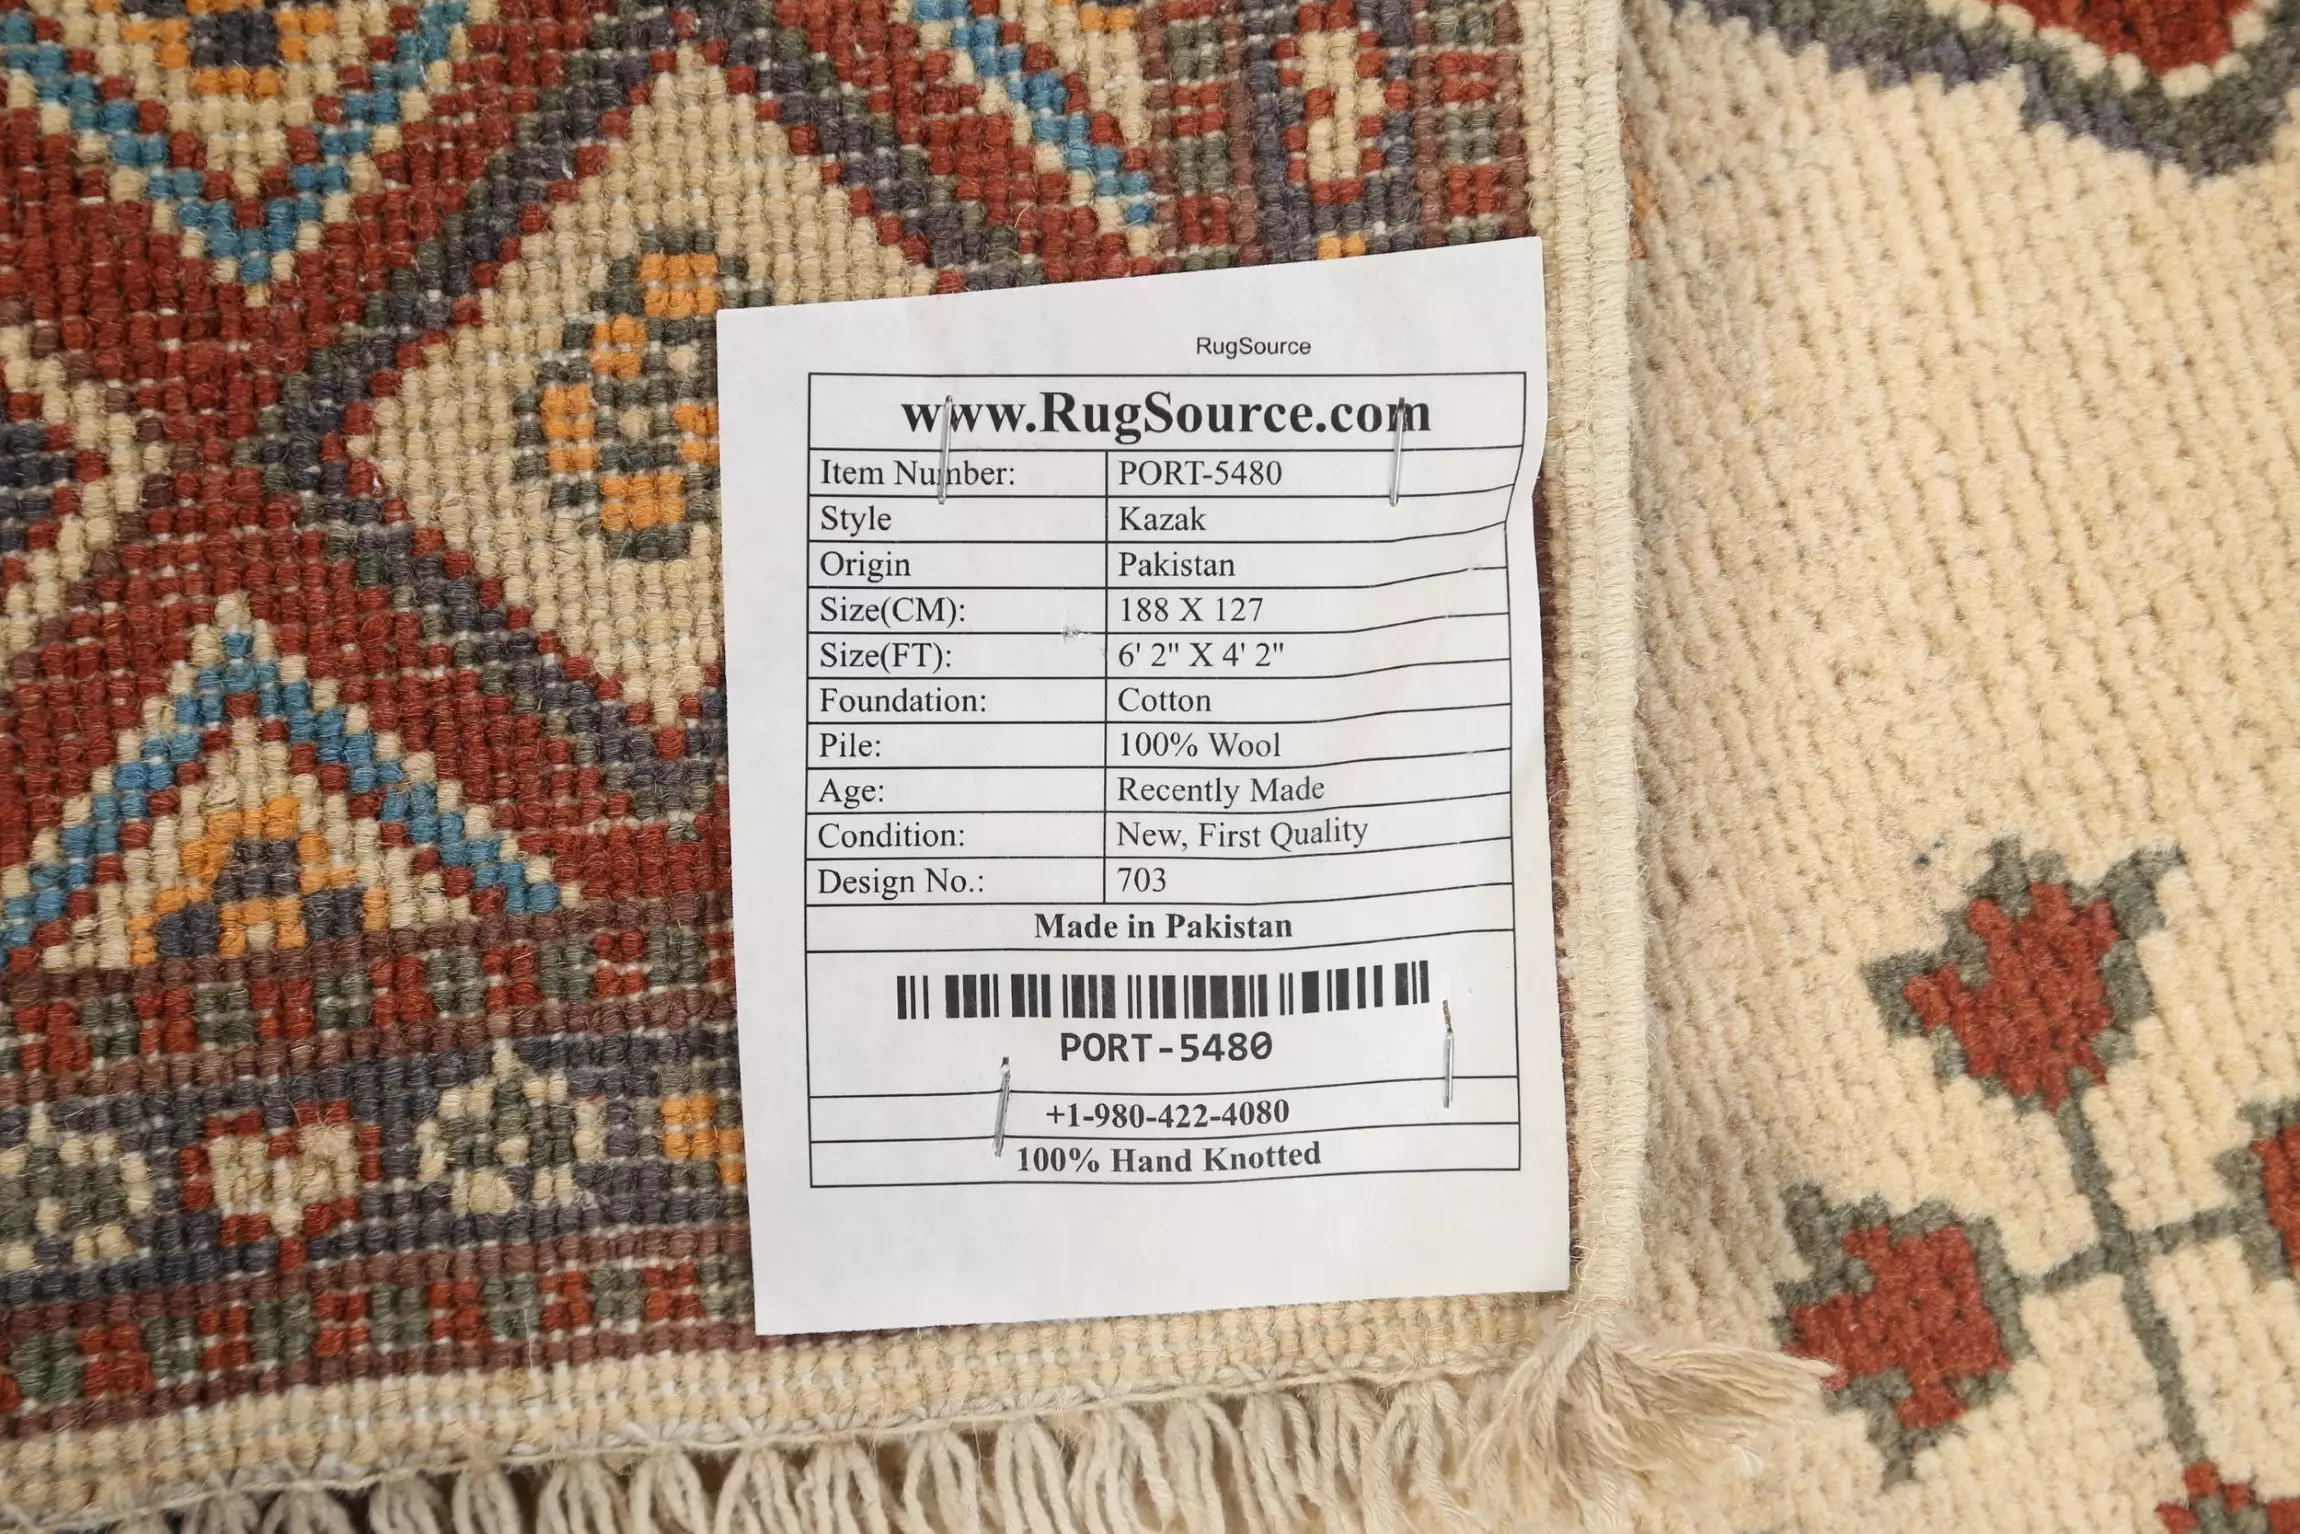 RugSource
www.RugSource.com
Item Number: PORT-5480
Style Kazak
Origin Pakistan
Size(CM): 188 X 127
Size(FT): 6' 2" X 4' 2"
Foundation: Cotton
Pile: 100% Wool
Age: Recently Made
Condition: New, First Quality
Design No.: 703
Made in Pakistan
PORT-5480
+1-980-422-4080
100% Hand Knotted